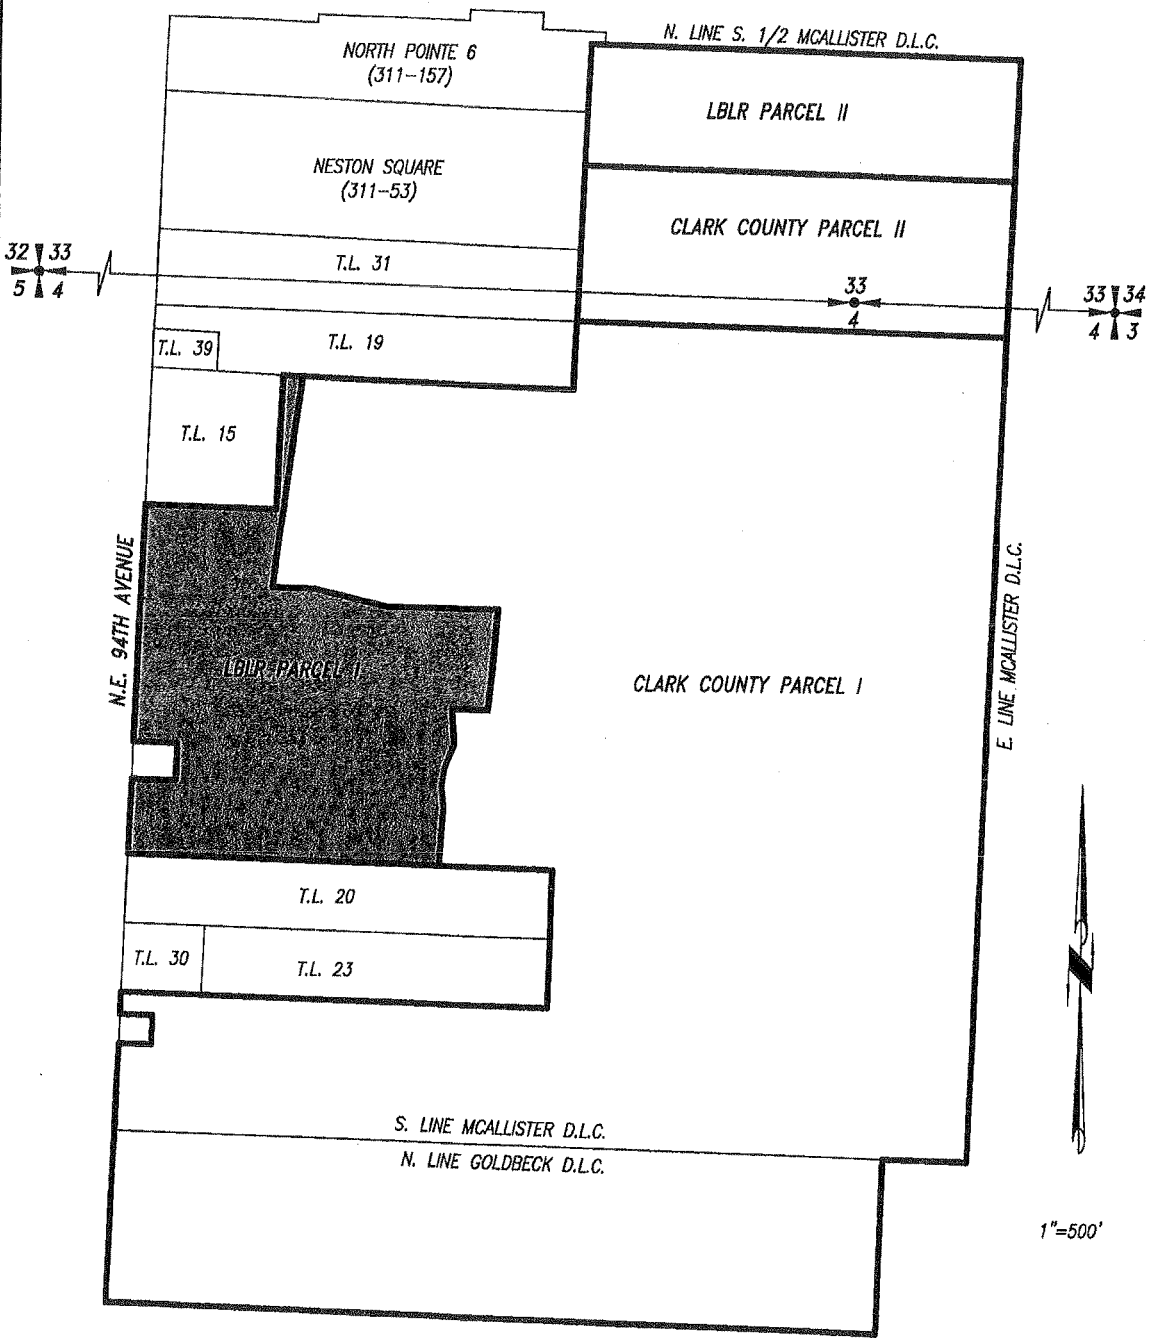 N. LINE S. 1/2 MCALLISTER D.L.C.
NORTH POINTE 6
(311-157)
LBLR PARCEL II
NESTON SQUARE
(311-53)
CLARK COUNTY PARCEL II
32 33
5 4
T.L. 31
33
4
33 34
4 3
T.L. 39
T.L. 19
T.L. 15
N.E. 94TH AVENUE
E. LINE MCALLISTER D.L.C.
LBLR PARCEL I
CLARK COUNTY PARCEL I
T.L. 20
T.L. 30
T.L. 23
S. LINE MCALLISTER D.L.C.
N. LINE GOLDBECK D.L.C.
1"=500'